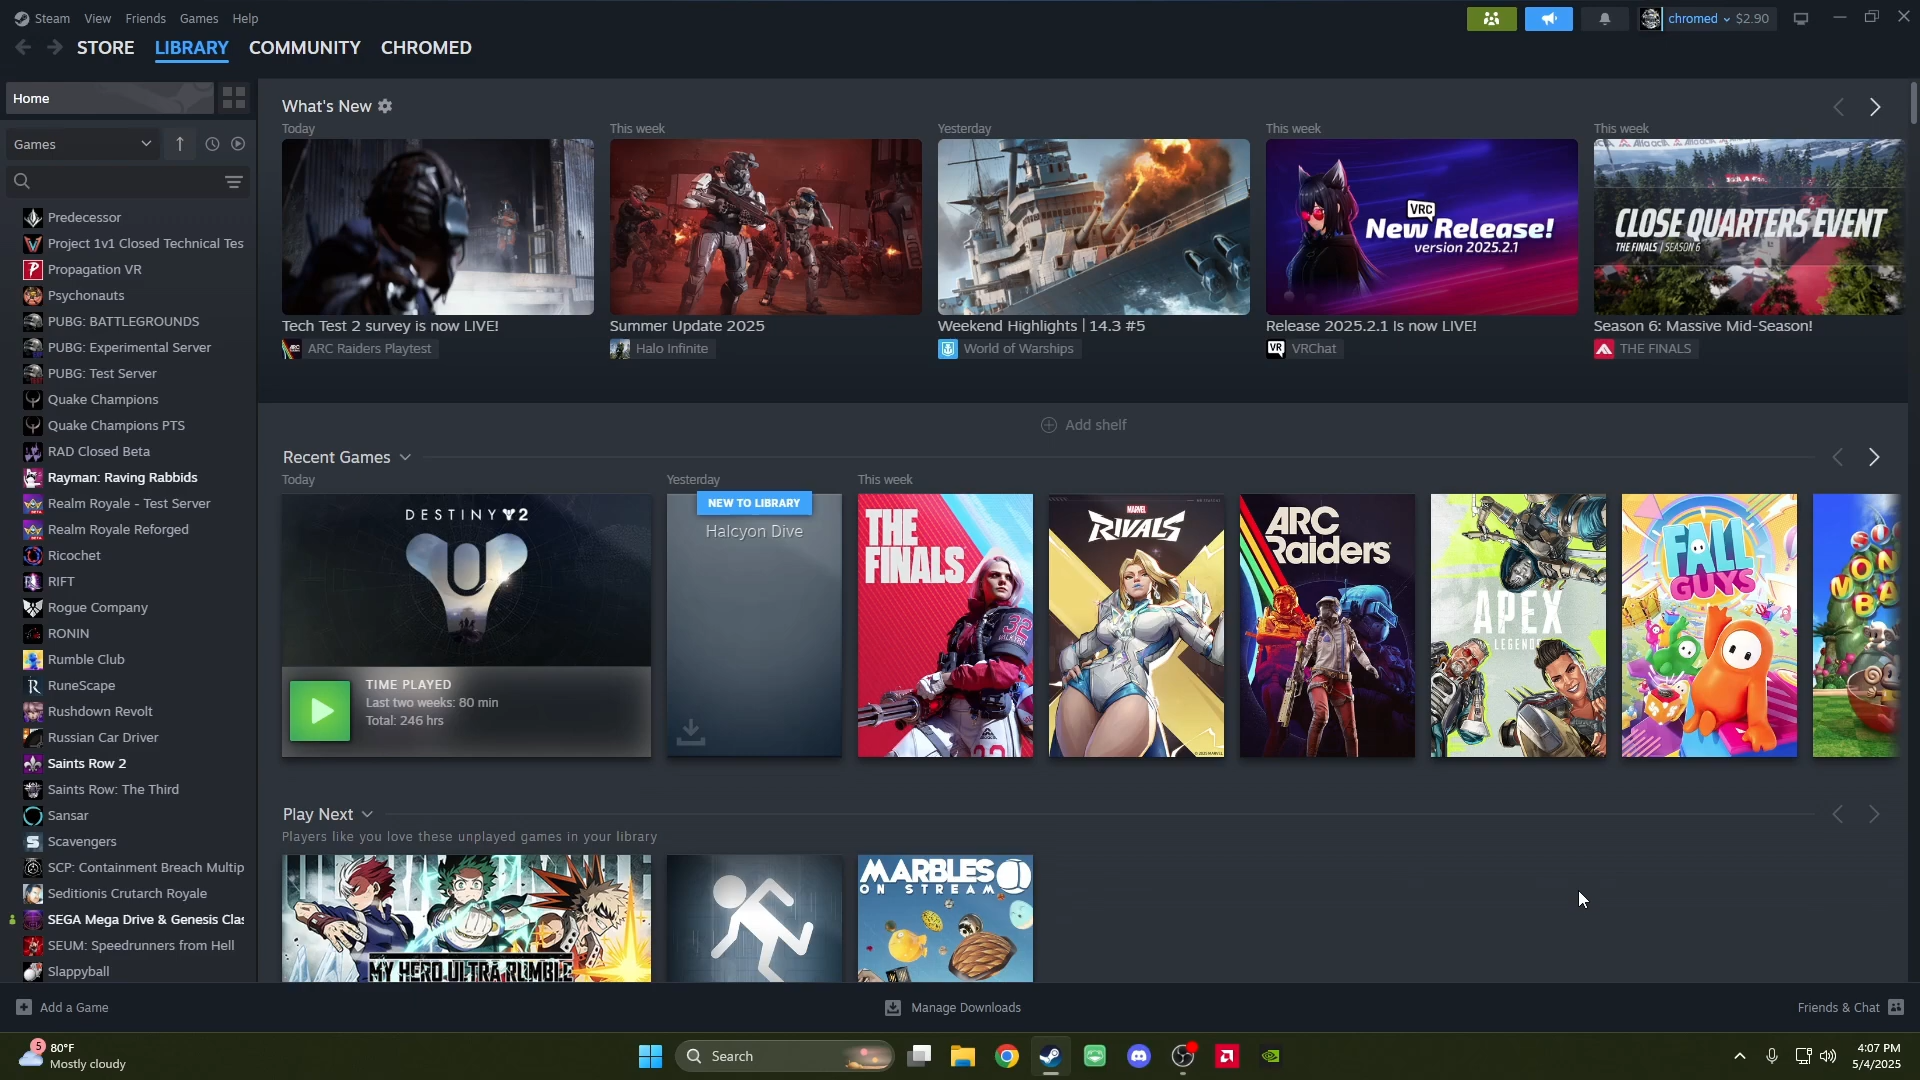 Steam View Friends Games Help
chromed $2.90
STORE LIBRARY COMMUNITY CHROMED
Home
Games
Predecessor
Project 1v1 Closed Technical Tes
Propagation VR
Psychonauts
PUBG: BATTLEGROUNDS
PUBG: Experimental Server
PUBG: Test Server
Quake Champions
Quake Champions PTS
RAD Closed Beta
Rayman: Raving Rabbids
Realm Royale - Test Server
Realm Royale Reforged
Ricochet
RIFT
Rogue Company
RONIN
Rumble Club
RuneScape
Rushdown Revolt
Russian Car Driver
Saints Row 2
Saints Row: The Third
Sansar
Scavengers
SCP: Containment Breach Multip
Seditionis Crutarch Royale
SEGA Mega Drive & Genesis Clas
SEUM: Speedrunners from Hell
Slappyball
What's New
Today
This week
Yesterday
This week
This week
VRC
New Release!
version 2025.2.1
CLOSE QUARTERS EVENT
THE FINALS | SEASON 6
Tech Test 2 survey is now LIVE!
ARC Raiders Playtest
Summer Update 2025
Halo Infinite
Weekend Highlights | 14.3 #5
World of Warships
Release 2025.2.1 Is now LIVE!
VR VRChat
Season 6: Massive Mid-Season!
THE FINALS
Add shelf
Recent Games
Today
Yesterday
This week
DESTINY 2
TIME PLAYED
Last two weeks: 80 min
Total: 246 hrs
NEW TO LIBRARY
Halcyon Dive
THE
FINALS
32
MARVEL
RIVALS
ARC
Raiders
APEX
LEGENDS
FALL
GUYS
MON
BA
Play Next
Players like you love these unplayed games in your library
MY HERO ULTRA RUMBLE
MARBLES
ON STREAM
Add a Game
Manage Downloads
Friends & Chat
5
80°F
Mostly cloudy
Search
4:07 PM
5/4/2025